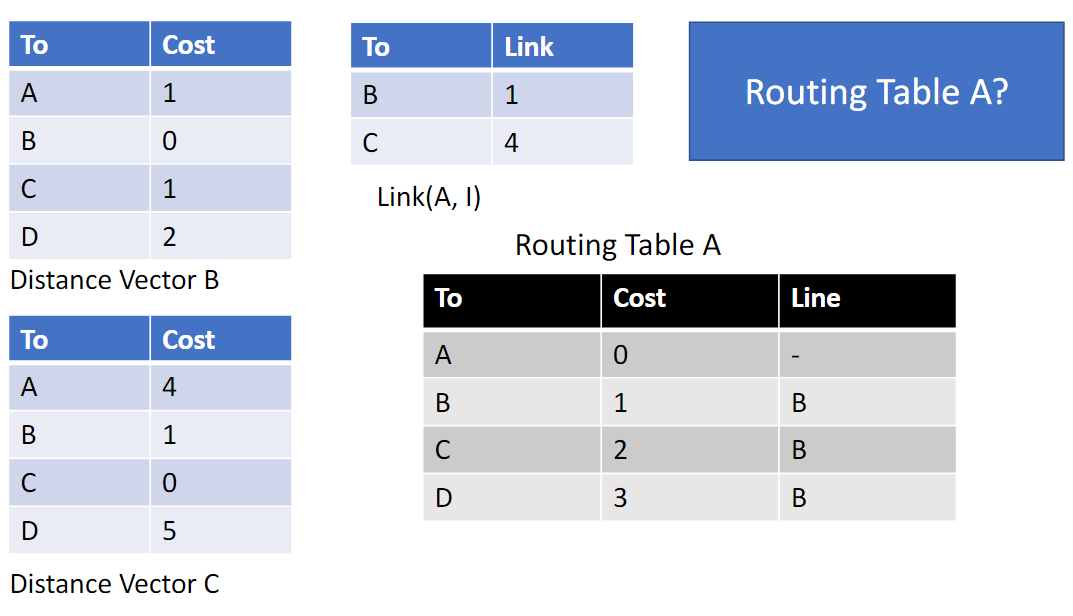 To Cost
A 1
B 0
C 1
D 2
Distance Vector B
To Cost
A 4
B 1
C 0
D 5
Distance Vector C
To Link
B 1
C 4
Link(A, I)
Routing Table A?
Routing Table A
To Cost Line
A 0 -
B 1 B
C 2 B
D 3 B